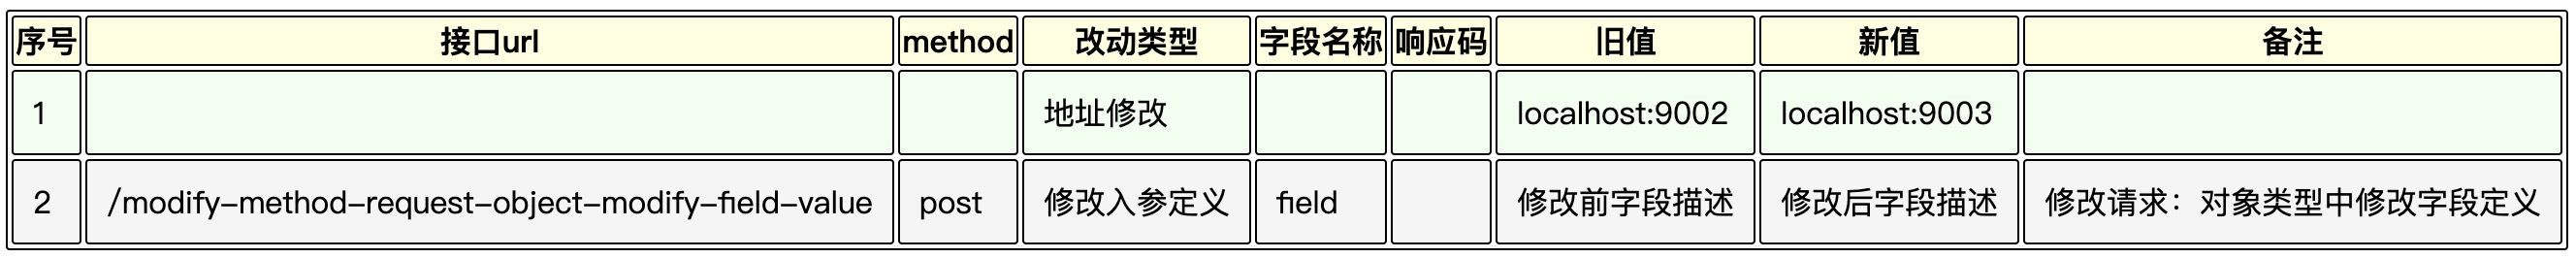 序号 接口url method 改动类型 字段名称 响应码 旧值 新值 备注
1 地址修改 localhost:9002 localhost:9003
2 /modify-method-request-object-modify-field-value post 修改入参定义 field 修改前字段描述 修改后字段描述 修改请求：对象类型中修改字段定义